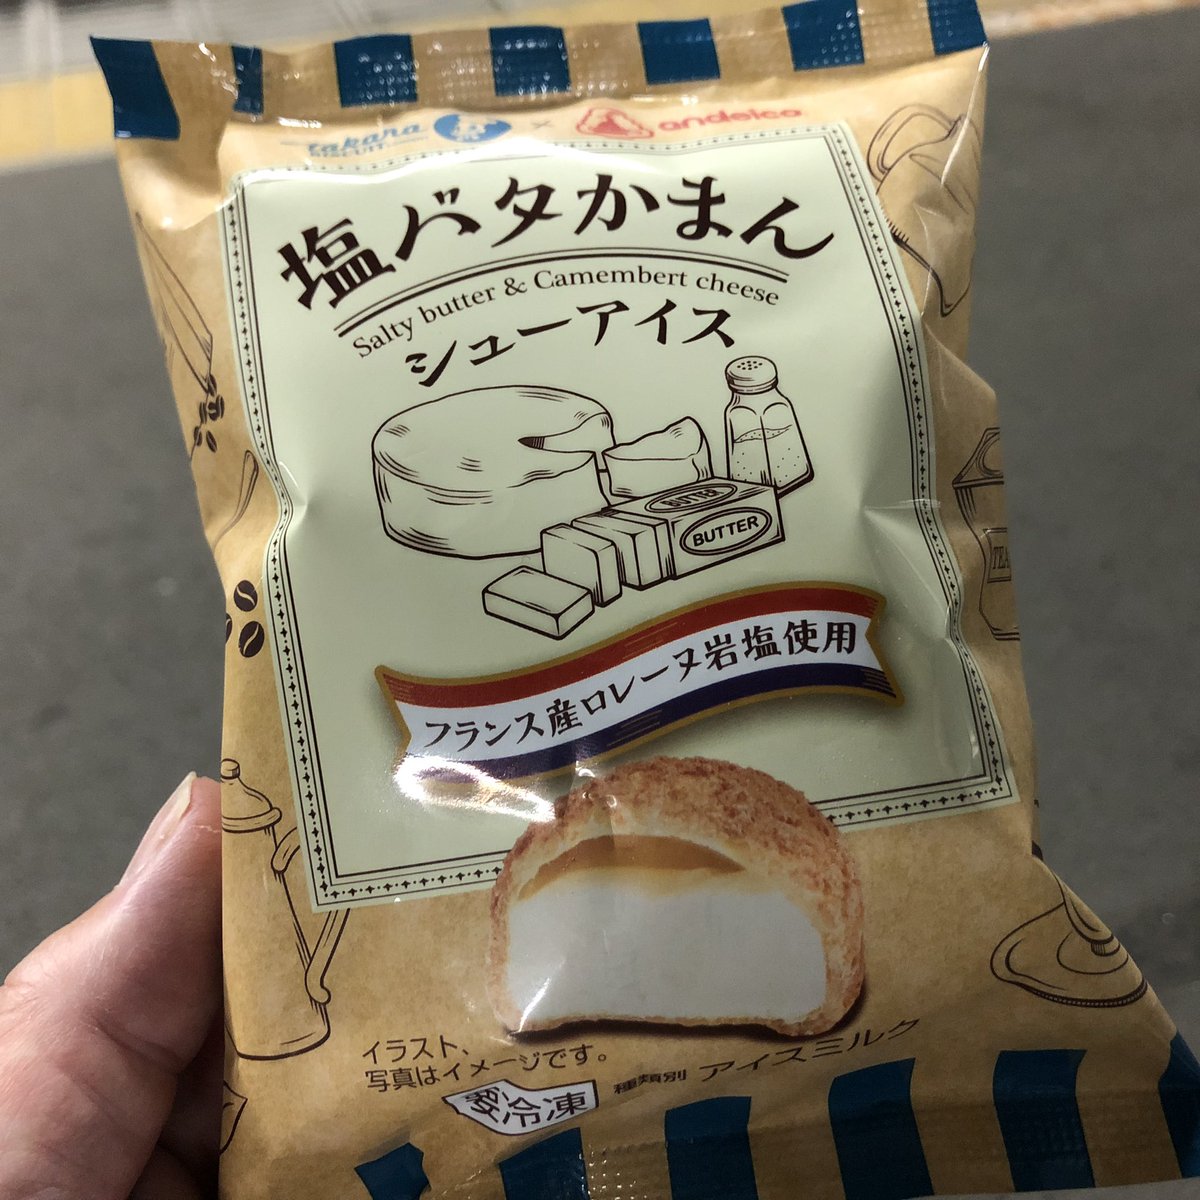 takara
BISCUIT
宝 × andeico
塩バタかまん
Salty butter & Camembert cheese
シューアイス
BUTTER
BUTTER
フランス産ロレーヌ岩塩使用
TEA
イラスト、
写真はイメージです。
要冷凍
種類別 アイスミルク